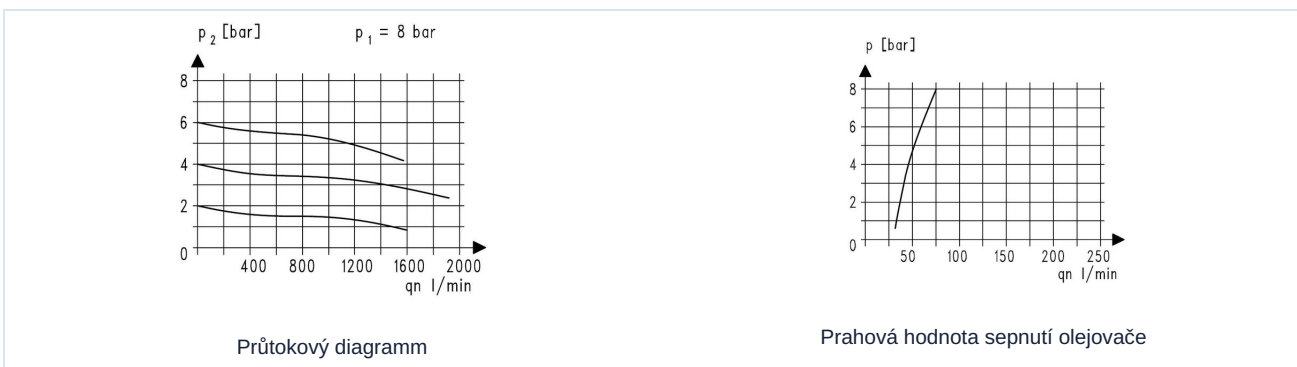 p 2 [bar] p 1 = 8 bar
8
6
4
2
0
400 800 1200 1600 2000
qn l/min
Průtokový diagramm
p [bar]
8
6
4
2
0
50 100 150 200 250
qn l/min
Prahová hodnota sepnutí olejovače